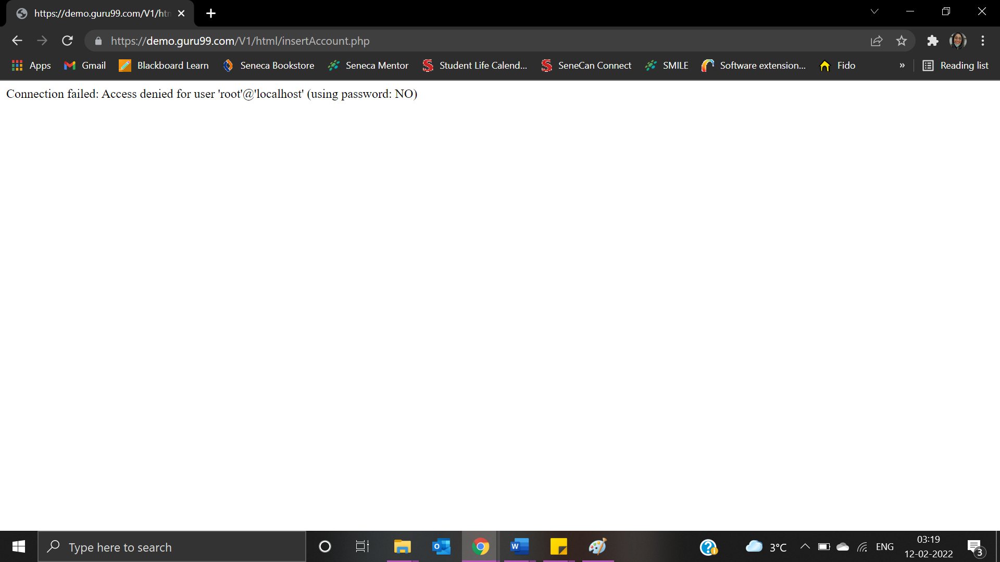 https://demo.guru99.com/V1/htm
https://demo.guru99.com/V1/html/insertAccount.php
Apps Gmail Blackboard Learn Seneca Bookstore Seneca Mentor Student Life Calend... SeneCan Connect SMILE Software extension... Fido » Reading list
Connection failed: Access denied for user 'root'@'localhost' (using password: NO)
Type here to search
3°C ENG 03:19
12-02-2022
3